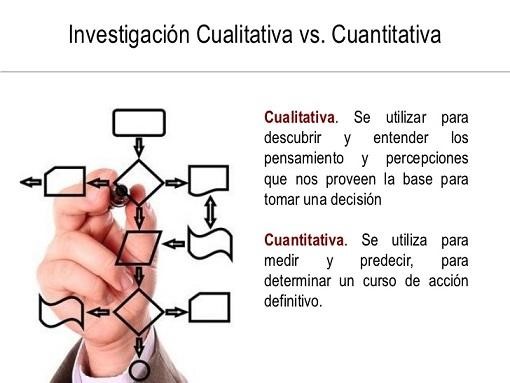 Investigación Cualitativa vs. Cuantitativa
Cualitativa. Se utilizar para
descubrir y entender los
pensamiento y percepciones
que nos proveen la base para
tomar una decisión
Cuantitativa. Se utiliza para
medir y predecir, para
determinar un curso de acción
definitivo.